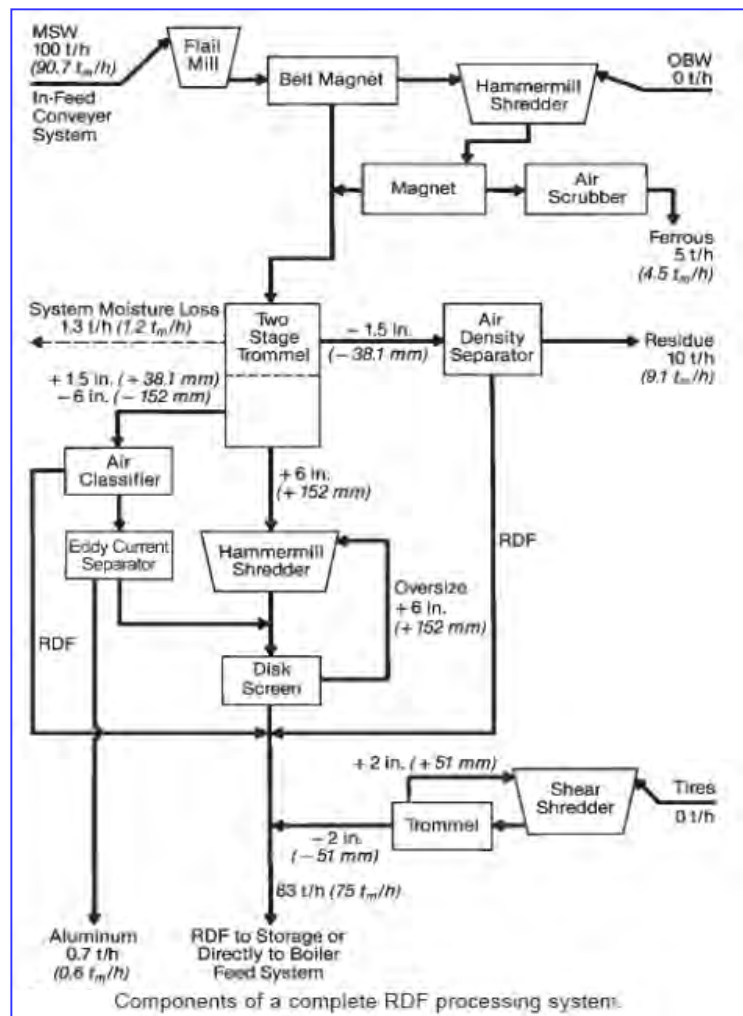 MSW
100 t/h
(90.7 tm/h)
In-Feed
Conveyer
System
Flail
Mill
Belt Magnet
Hammermill
Shredder
OBW
0 t/h
Magnet
Air
Scrubber
Ferrous
5 t/h
(4.5 tm/h)
System Moisture Loss
1.3 t/h (1.2 tm/h)
Two
Stage
Trommel
– 1.5 in.
(– 38.1 mm)
Air
Density
Separator
Residue
10 t/h
(9.1 tm/h)
+ 1.5 in. (+ 38.1 mm)
– 6 in. (– 152 mm)
Air
Classifier
+ 6 in.
(+ 152 mm)
Eddy Current
Separator
Hammermill
Shredder
Oversize
+ 6 in.
(+ 152 mm)
RDF
RDF
Disk
Screen
+ 2 in. (+ 51 mm)
Shear
Shredder
Tires
0 t/h
Trommel
– 2 in.
(– 51 mm)
83 t/h (75 tm/h)
Aluminum
0.7 t/h
(0.6 tm/h)
RDF to Storage or
Directly to Boiler
Feed System
Components of a complete RDF processing system.